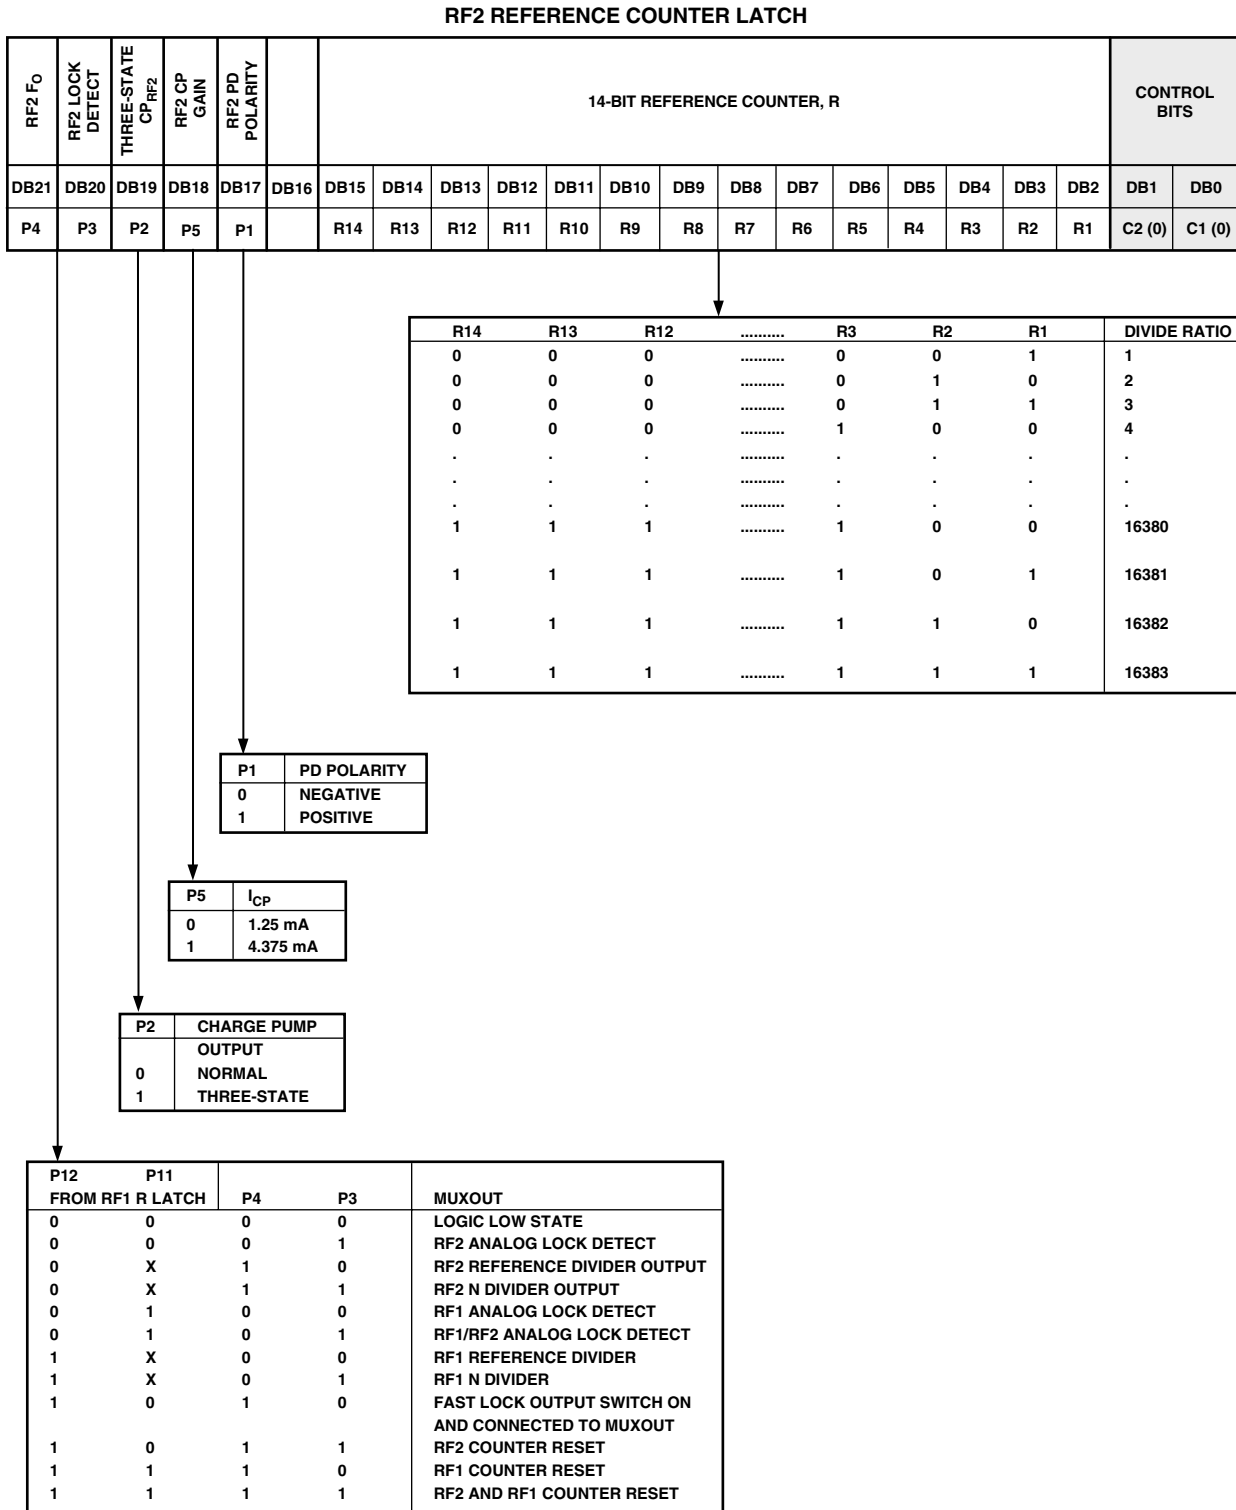 RF2 REFERENCE COUNTER LATCH
RF2 FO
RF2 LOCK
DETECT
THREE-STATE
CPRF2
RF2 CP
GAIN
RF2 PD
POLARITY
14-BIT REFERENCE COUNTER, R
CONTROL
BITS
DB21 DB20 DB19 DB18 DB17 DB16 DB15 DB14 DB13 DB12 DB11 DB10 DB9 DB8 DB7 DB6 DB5 DB4 DB3 DB2 DB1 DB0
P4 P3 P2 P5 P1 R14 R13 R12 R11 R10 R9 R8 R7 R6 R5 R4 R3 R2 R1 C2 (0) C1 (0)
R14 R13 R12 .......... R3 R2 R1 DIVIDE RATIO
0 0 0 .......... 0 0 1 1
0 0 0 .......... 0 1 0 2
0 0 0 .......... 0 1 1 3
0 0 0 .......... 1 0 0 4
. . . .......... . . . .
. . . .......... . . . .
. . . .......... . . . .
1 1 1 .......... 1 0 0 16380
1 1 1 .......... 1 0 1 16381
1 1 1 .......... 1 1 0 16382
1 1 1 .......... 1 1 1 16383
P1 PD POLARITY
0 NEGATIVE
1 POSITIVE
P5 ICP
0 1.25 mA
1 4.375 mA
P2 CHARGE PUMP
OUTPUT
0 NORMAL
1 THREE-STATE
P12 P11
FROM RF1 R LATCH P4 P3 MUXOUT
0 0 0 0 LOGIC LOW STATE
0 0 0 1 RF2 ANALOG LOCK DETECT
0 X 1 0 RF2 REFERENCE DIVIDER OUTPUT
0 X 1 1 RF2 N DIVIDER OUTPUT
0 1 0 0 RF1 ANALOG LOCK DETECT
0 1 0 1 RF1/RF2 ANALOG LOCK DETECT
1 X 0 0 RF1 REFERENCE DIVIDER
1 X 0 1 RF1 N DIVIDER
1 0 1 0 FAST LOCK OUTPUT SWITCH ON
AND CONNECTED TO MUXOUT
1 0 1 1 RF2 COUNTER RESET
1 1 1 0 RF1 COUNTER RESET
1 1 1 1 RF2 AND RF1 COUNTER RESET